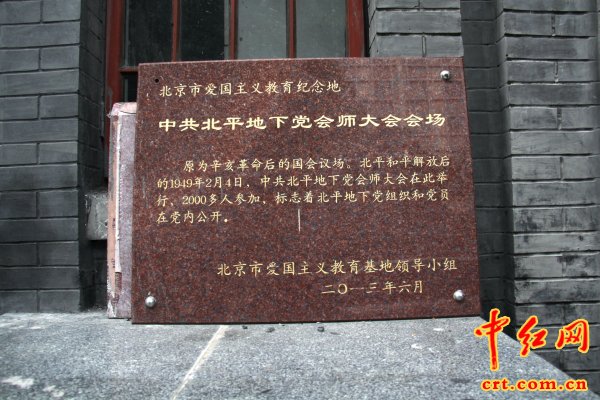 北京市爱国主义教育纪念地
中共北平地下党会师大会会场
原为辛亥革命后的国会议场。北平和平解放后
的1949年2月4日，中共北平地下党会师大会在此举
行，2000多人参加，标志着北平地下党组织和党员
在党内公开。
北京市爱国主义教育基地领导小组
二〇一三年六月
中红网
crt.com.cn